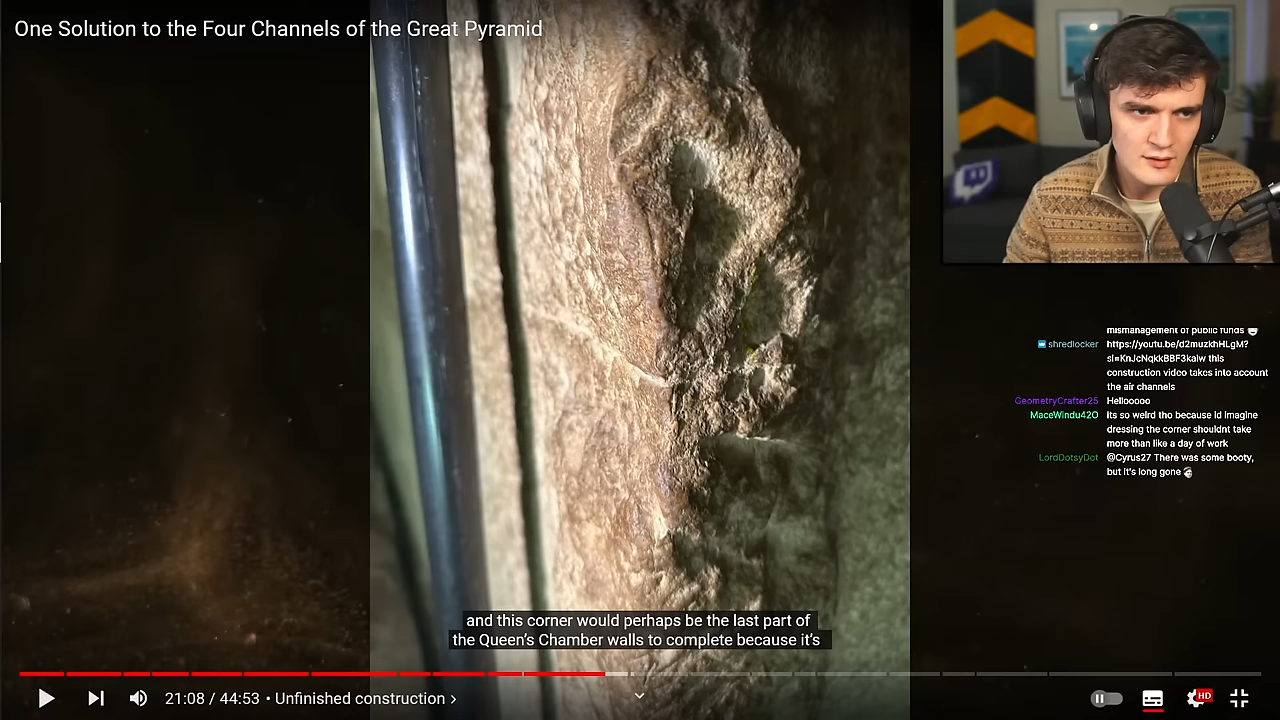 One Solution to the Four Channels of the Great Pyramid
mismanagement of public funds
shredlocker https://youtu.be/d2muzkhHLgM?
si=KnJcNqkkBBF3kaIw this
construction video takes into account
the air channels
GeometryCrafter25 Hellooooo
MaceWindu42O its so weird tho because id imagine
dressing the corner shouldnt take
more than like a day of work
LordDotsyDot @Cyrus27 There was some booty,
but it's long gone
and this corner would perhaps be the last part of
the Queen's Chamber walls to complete because it's
21:08 / 44:53 • Unfinished construction ›
HD